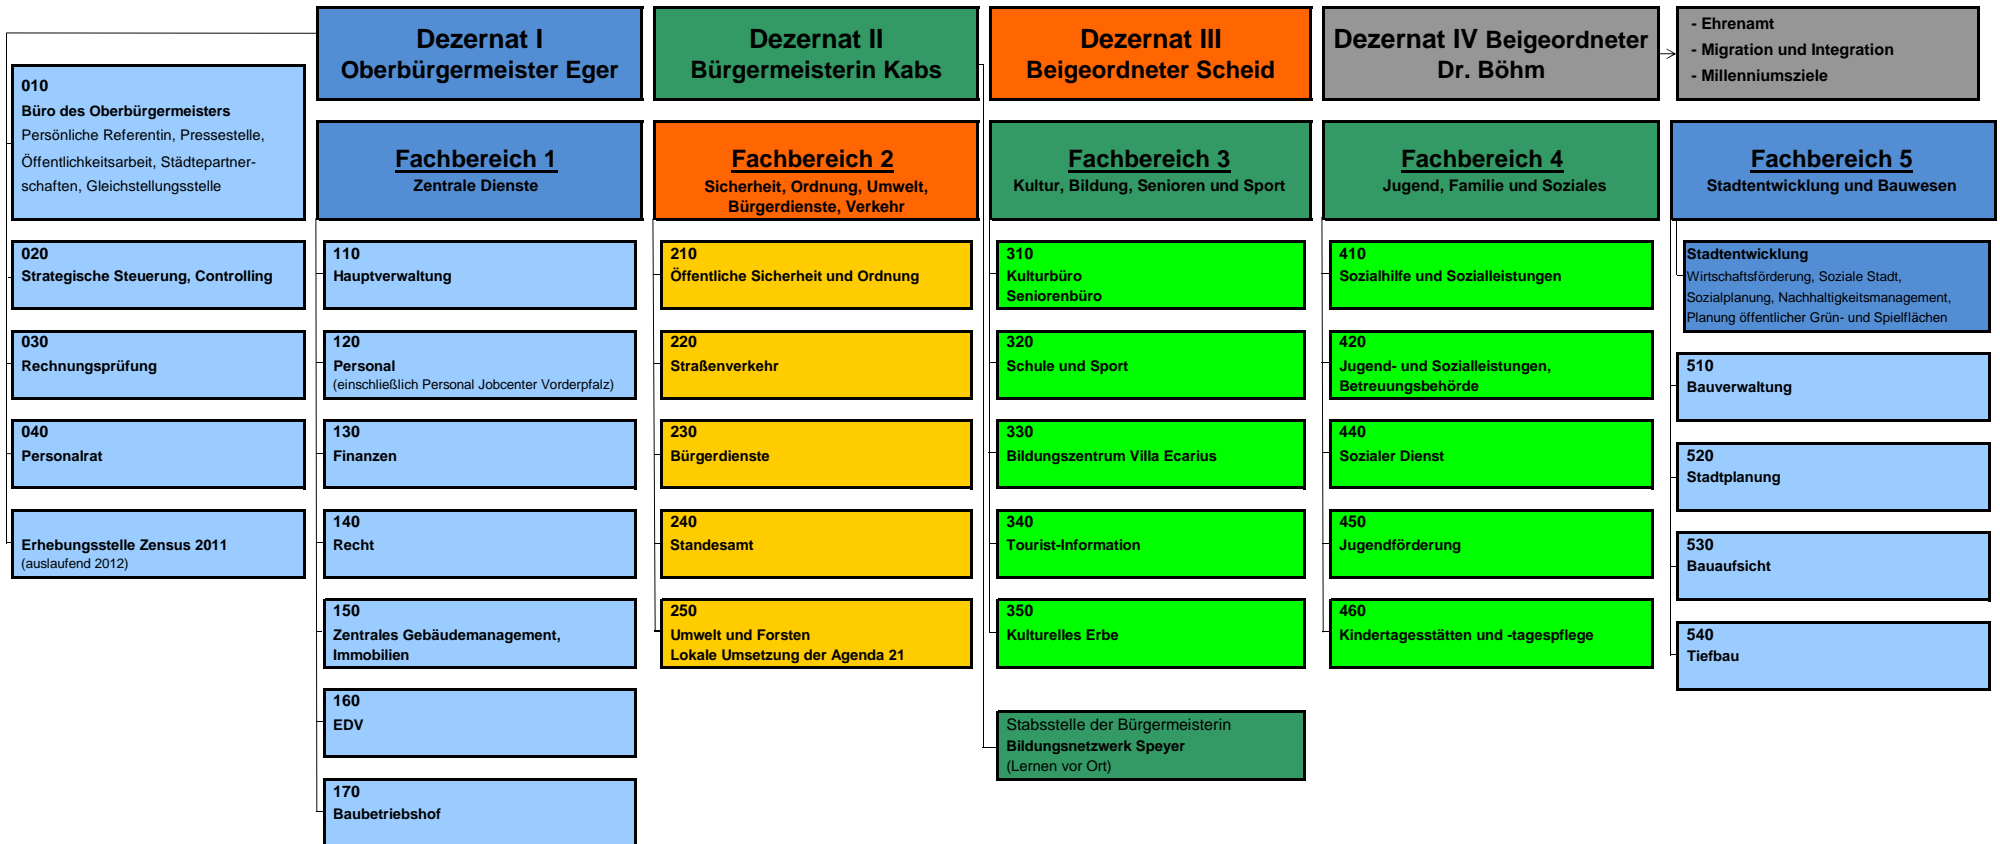 Dezernat I
Oberbürgermeister Eger
Dezernat II
Bürgermeisterin Kabs
Dezernat III
Beigeordneter Scheid
Dezernat IV Beigeordneter
Dr. Böhm
- Ehrenamt
- Migration und Integration
- Millenniumsziele
010
Büro des Oberbürgermeisters
Persönliche Referentin, Pressestelle,
Öffentlichkeitsarbeit, Städtepartner-
schaften, Gleichstellungsstelle
020
Strategische Steuerung, Controlling
030
Rechnungsprüfung
040
Personalrat
Erhebungsstelle Zensus 2011
(auslaufend 2012)
Fachbereich 1
Zentrale Dienste
110
Hauptverwaltung
120
Personal
(einschließlich Personal Jobcenter Vorderpfalz)
130
Finanzen
140
Recht
150
Zentrales Gebäudemanagement,
Immobilien
160
EDV
170
Baubetriebshof
Fachbereich 2
Sicherheit, Ordnung, Umwelt,
Bürgerdienste, Verkehr
210
Öffentliche Sicherheit und Ordnung
220
Straßenverkehr
230
Bürgerdienste
240
Standesamt
250
Umwelt und Forsten
Lokale Umsetzung der Agenda 21
Fachbereich 3
Kultur, Bildung, Senioren und Sport
310
Kulturbüro
Seniorenbüro
320
Schule und Sport
330
Bildungszentrum Villa Ecarius
340
Tourist-Information
350
Kulturelles Erbe
Stabsstelle der Bürgermeisterin
Bildungsnetzwerk Speyer
(Lernen vor Ort)
Fachbereich 4
Jugend, Familie und Soziales
410
Sozialhilfe und Sozialleistungen
420
Jugend- und Sozialleistungen,
Betreuungsbehörde
440
Sozialer Dienst
450
Jugendförderung
460
Kindertagesstätten und -tagespflege
Fachbereich 5
Stadtentwicklung und Bauwesen
Stadtentwicklung
Wirtschaftsförderung, Soziale Stadt,
Sozialplanung, Nachhaltigkeitsmanagement,
Planung öffentlicher Grün- und Spielflächen
510
Bauverwaltung
520
Stadtplanung
530
Bauaufsicht
540
Tiefbau